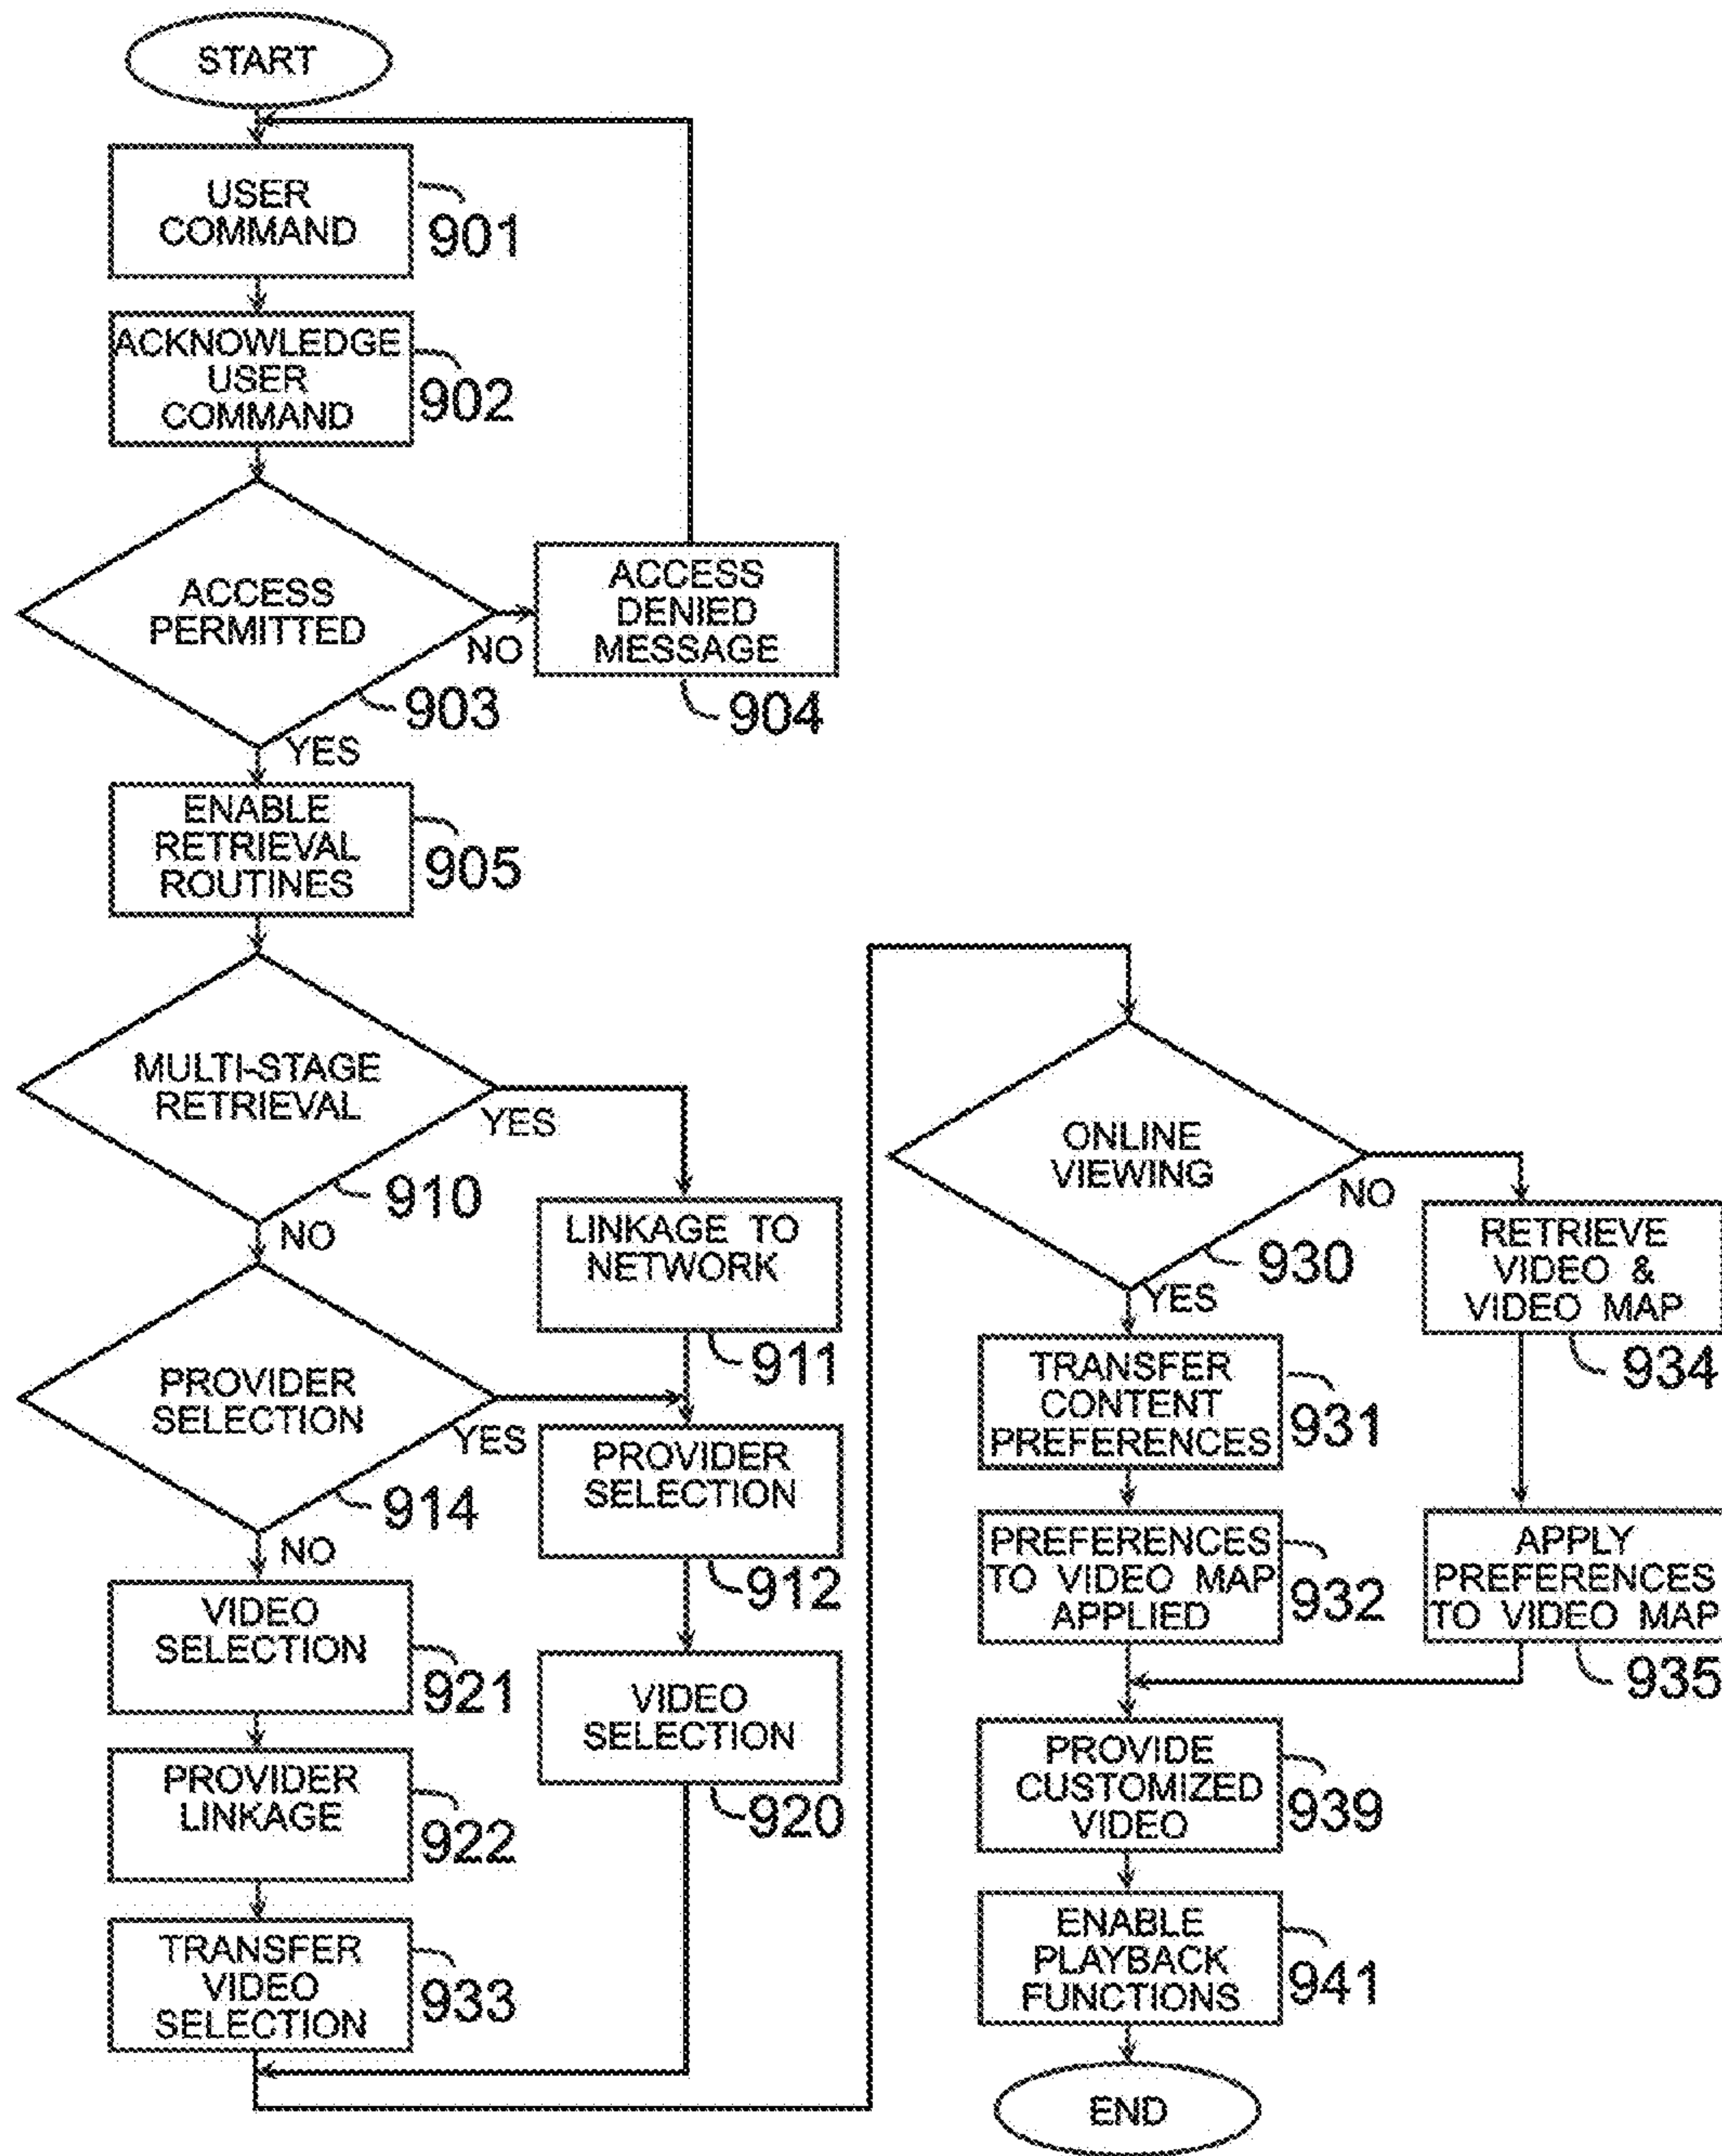 START
USER
COMMAND
901
ACKNOWLEDGE
USER
COMMAND
902
ACCESS
PERMITTED
903
NO
ACCESS
DENIED
MESSAGE
904
YES
ENABLE
RETRIEVAL
ROUTINES
905
MULTI-STAGE
RETRIEVAL
YES
910
NO
LINKAGE TO
NETWORK
911
PROVIDER
SELECTION
YES
914
NO
PROVIDER
SELECTION
912
VIDEO
SELECTION
921
VIDEO
SELECTION
920
PROVIDER
LINKAGE
922
TRANSFER
VIDEO
SELECTION
933
ONLINE
VIEWING
NO
930
YES
RETRIEVE
VIDEO &
VIDEO MAP
934
TRANSFER
CONTENT
PREFERENCES
931
PREFERENCES
TO VIDEO MAP
APPLIED
932
APPLY
PREFERENCES
TO VIDEO MAP
935
PROVIDE
CUSTOMIZED
VIDEO
939
ENABLE
PLAYBACK
FUNCTIONS
941
END